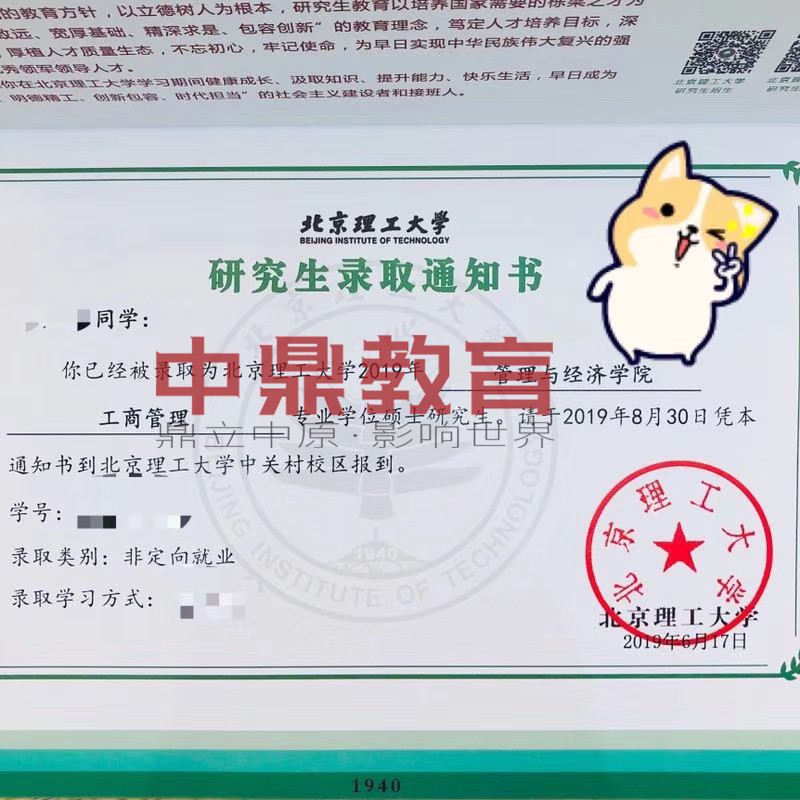 的教育方针，以立德树人为根本，研究生教育以培养国家需要的栋梁之才为
致远、宽厚基础、精深求是、包容创新”的教育理念，笃定人才培养目标，深
，厚植人才质量生态，不忘初心，牢记使命，为早日实现中华民族伟大复兴的强
秀领军领导人才。
你在北京理工大学学习期间健康成长、汲取知识、提升能力、快乐生活，早日成为
、明德精工、创新包容、时代担当”的社会主义建设者和接班人。
北京理工大学
研究生招生
北京理工大学
BEIJING INSTITUTE OF TECHNOLOGY
研究生录取通知书
同学：
你已经被录取为北京理工大学2019年 管理与经济学院
中鼎教育
工商管理 专业学位硕士研究生。请于2019年8月30日凭本
鼎立中原·影响世界
通知书到北京理工大学中关村校区报到。
学号：
录取类别：非定向就业
录取学习方式：
北京理工大学
北京理工大学
2019年6月17日
BEIJING INSTITUTE OF TECHNOLOGY
1940
1940